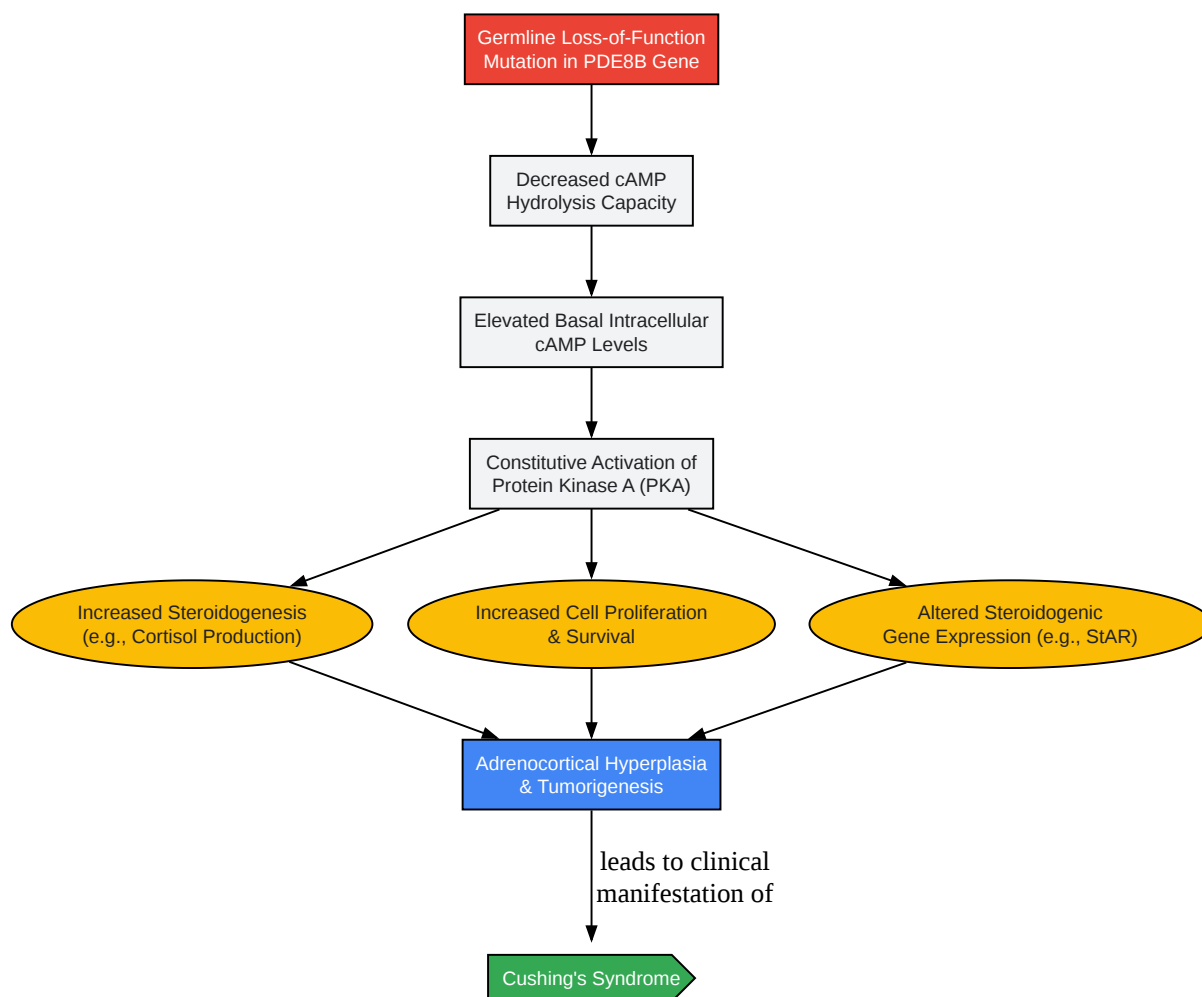 Germline Loss-of-Function
Mutation in PDE8B Gene
Decreased cAMP
Hydrolysis Capacity
Elevated Basal Intracellular
cAMP Levels
Constitutive Activation of
Protein Kinase A (PKA)
Increased Steroidogenesis
(e.g., Cortisol Production)
Increased Cell Proliferation
& Survival
Altered Steroidogenic
Gene Expression (e.g., StAR)
Adrenocortical Hyperplasia
& Tumorigenesis
leads to clinical
manifestation of
Cushing's Syndrome